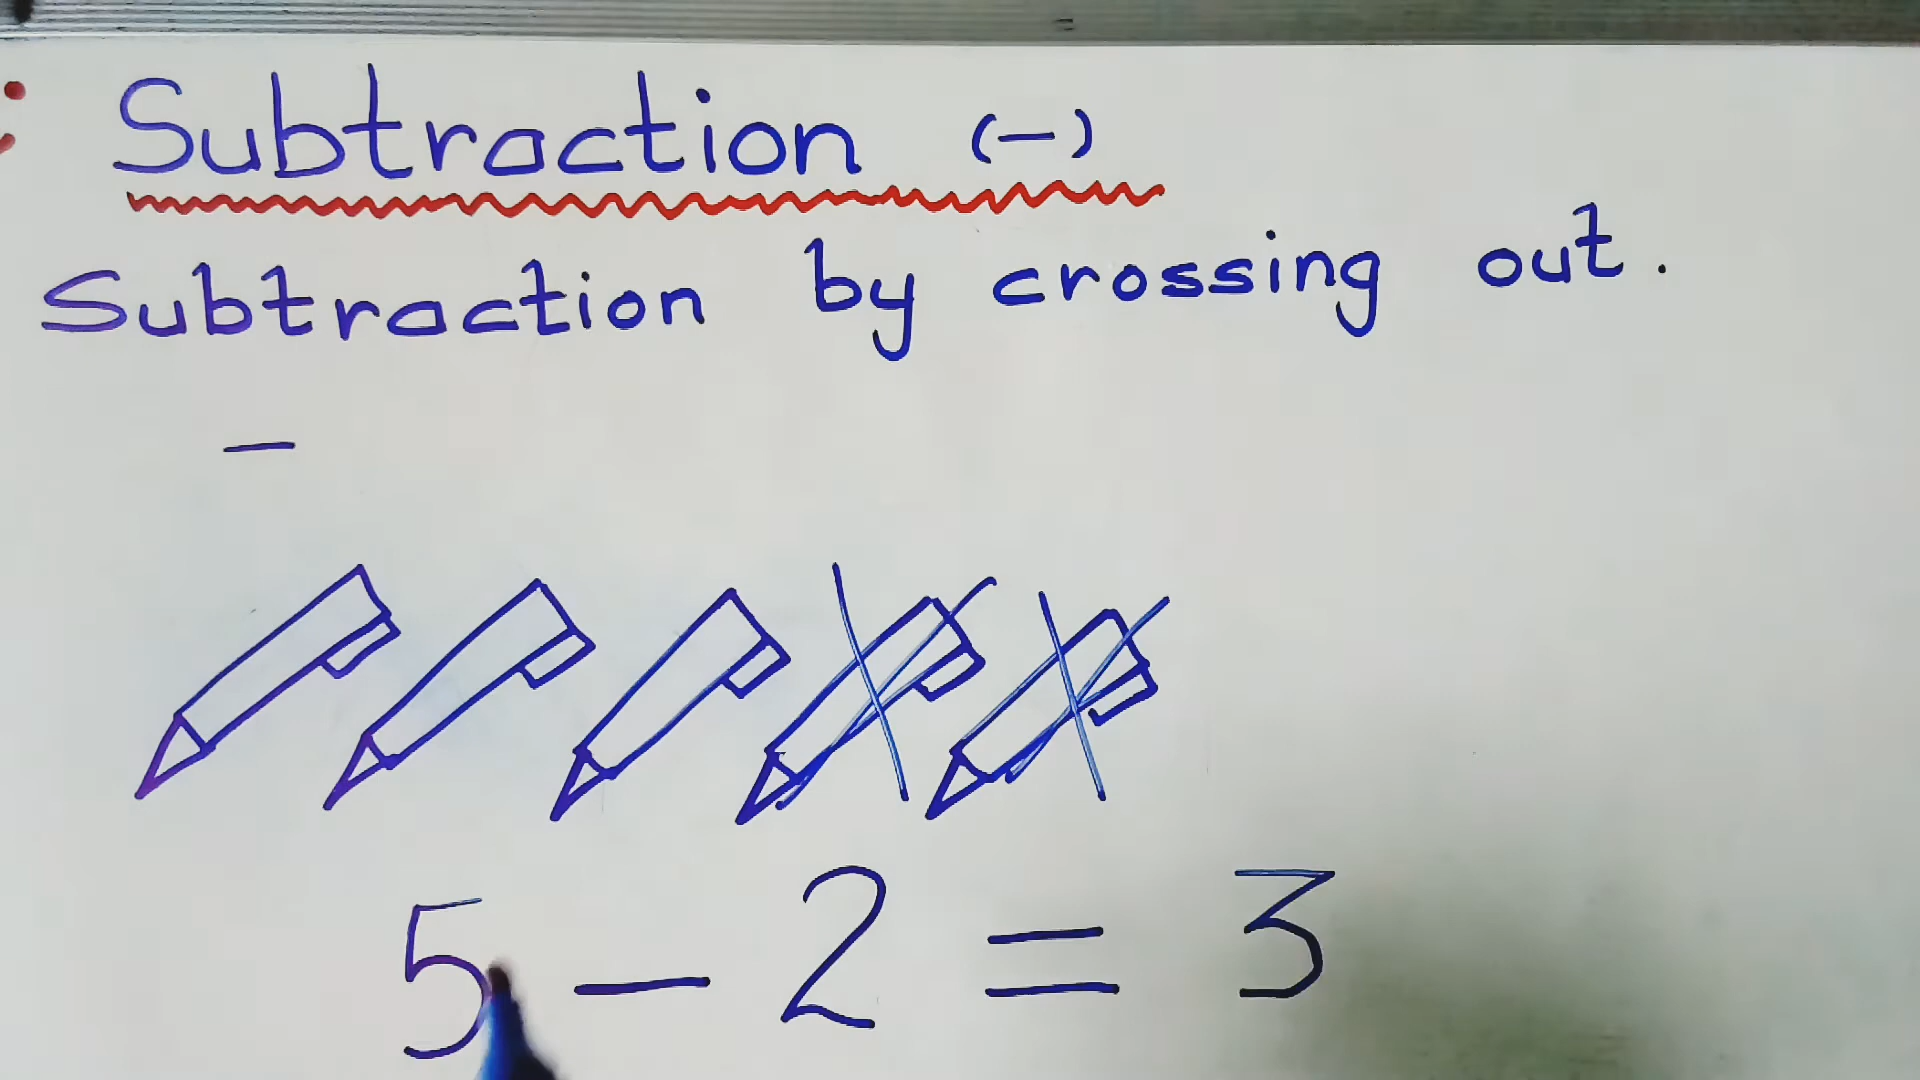 : Subtraction (-)
Subtraction by crossing out.
-
5 - 2 = 3